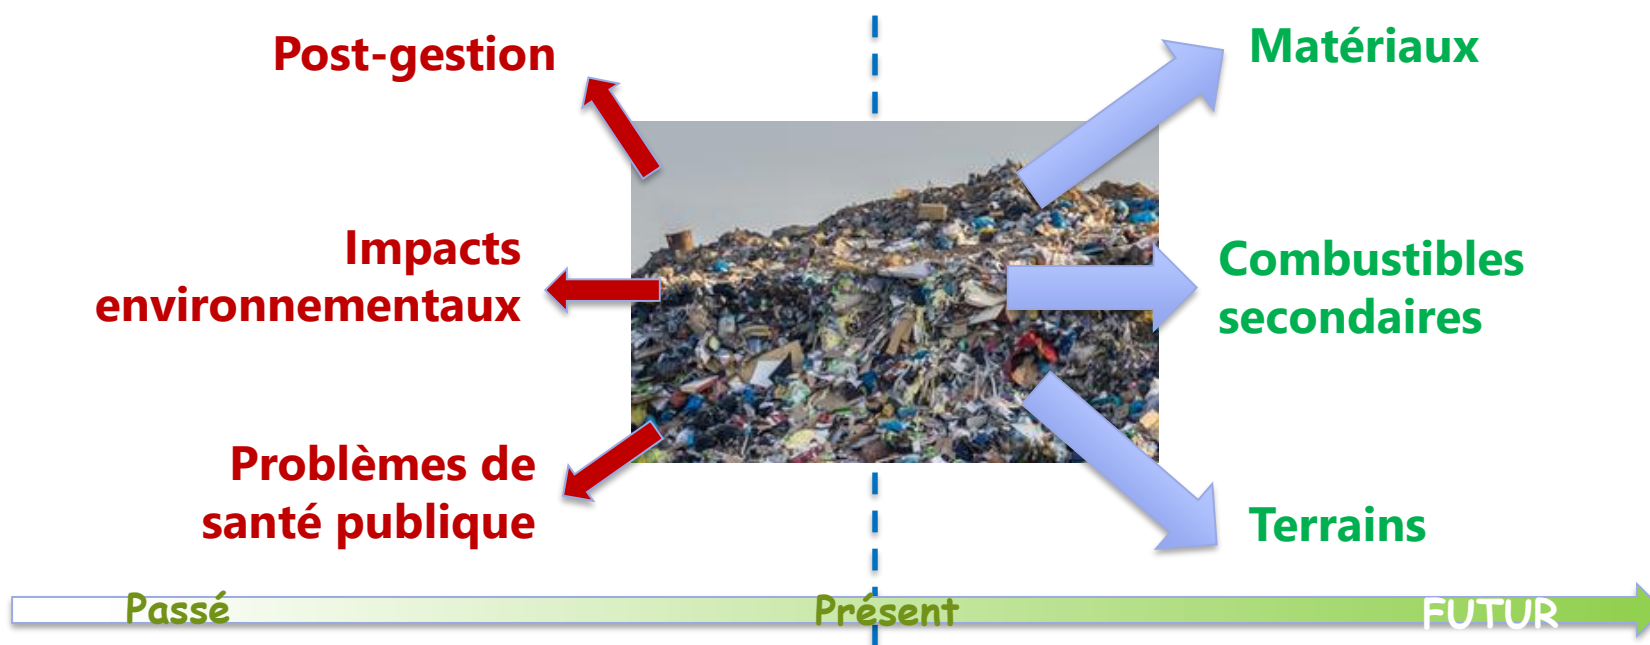 Post-gestion
Impacts
environnementaux
Problèmes de
santé publique
Matériaux
Combustibles
secondaires
Terrains
Passé
Présent
FUTUR